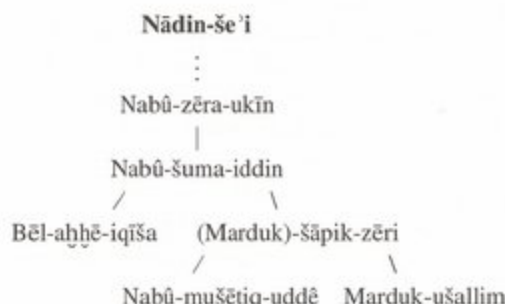 Nādin-šeʾi
Nabû-zēra-ukīn
Nabû-šuma-iddin
Bēl-aḫḫē-iqīša (Marduk)-šāpik-zēri
Nabû-mušētiq-uddê Marduk-ušallim